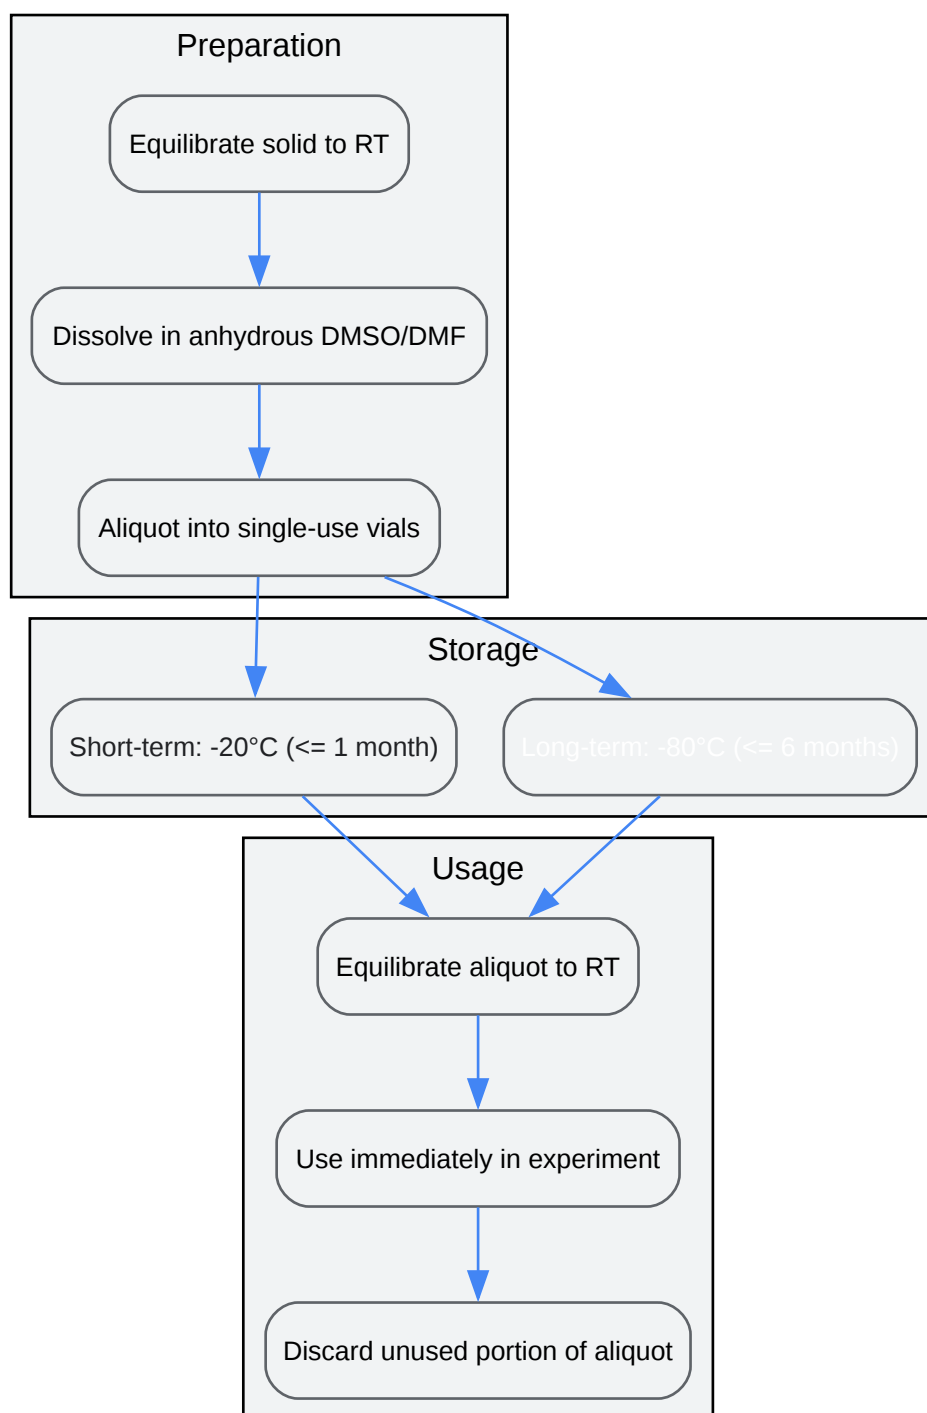 Preparation
Equilibrate solid to RT
Dissolve in anhydrous DMSO/DMF
Aliquot into single-use vials
Storage
Short-term: -20°C (<= 1 month)
Long-term: -80°C (<= 6 months)
Usage
Equilibrate aliquot to RT
Use immediately in experiment
Discard unused portion of aliquot